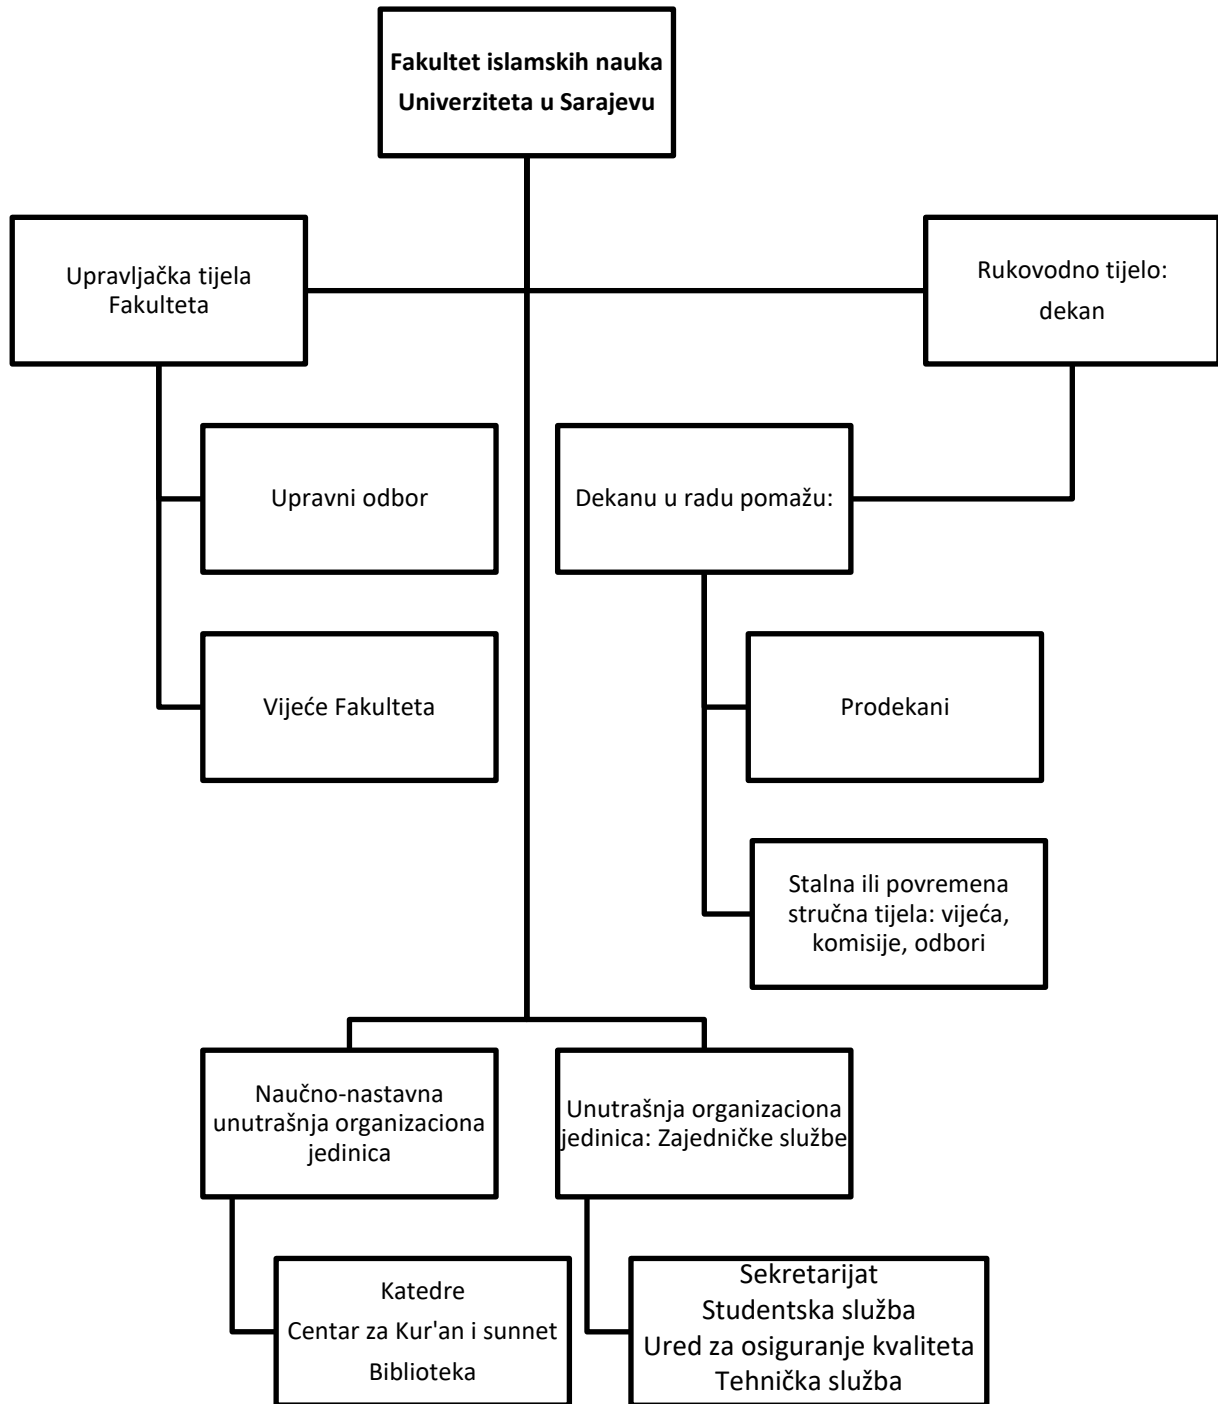 Fakultet islamskih nauka
Univerziteta u Sarajevu
Upravljačka tijela
Fakulteta
Rukovodno tijelo:
dekan
Upravni odbor
Dekanu u radu pomažu:
Vijeće Fakulteta
Prodekani
Stalna ili povremena
stručna tijela: vijeća,
komisije, odbori
Naučno-nastavna
unutrašnja organizaciona
jedinica
Unutrašnja organizaciona
jedinica: Zajedničke službe
Katedre
Centar za Kur'an i sunnet
Biblioteka
Sekretarijat
Studentska služba
Ured za osiguranje kvaliteta
Tehnička služba